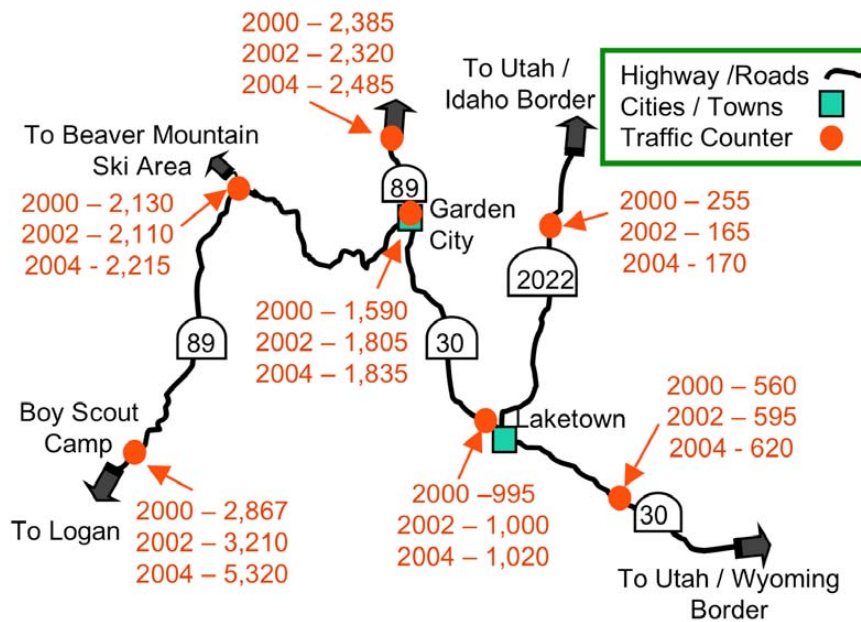 2000 – 2,385
2002 – 2,320
2004 – 2,485
To Utah /
Idaho Border
Highway /Roads
Cities / Towns
Traffic Counter
To Beaver Mountain
Ski Area
2000 – 2,130
2002 – 2,110
2004 - 2,215
89
Garden
City
2000 – 255
2002 – 165
2004 - 170
2022
2000 – 1,590
2002 – 1,805
2004 – 1,835
89
30
Boy Scout
Camp
Laketown
2000 – 560
2002 – 595
2004 - 620
To Logan
2000 – 2,867
2002 – 3,210
2004 – 5,320
2000 –995
2002 – 1,000
2004 – 1,020
30
To Utah / Wyoming
Border